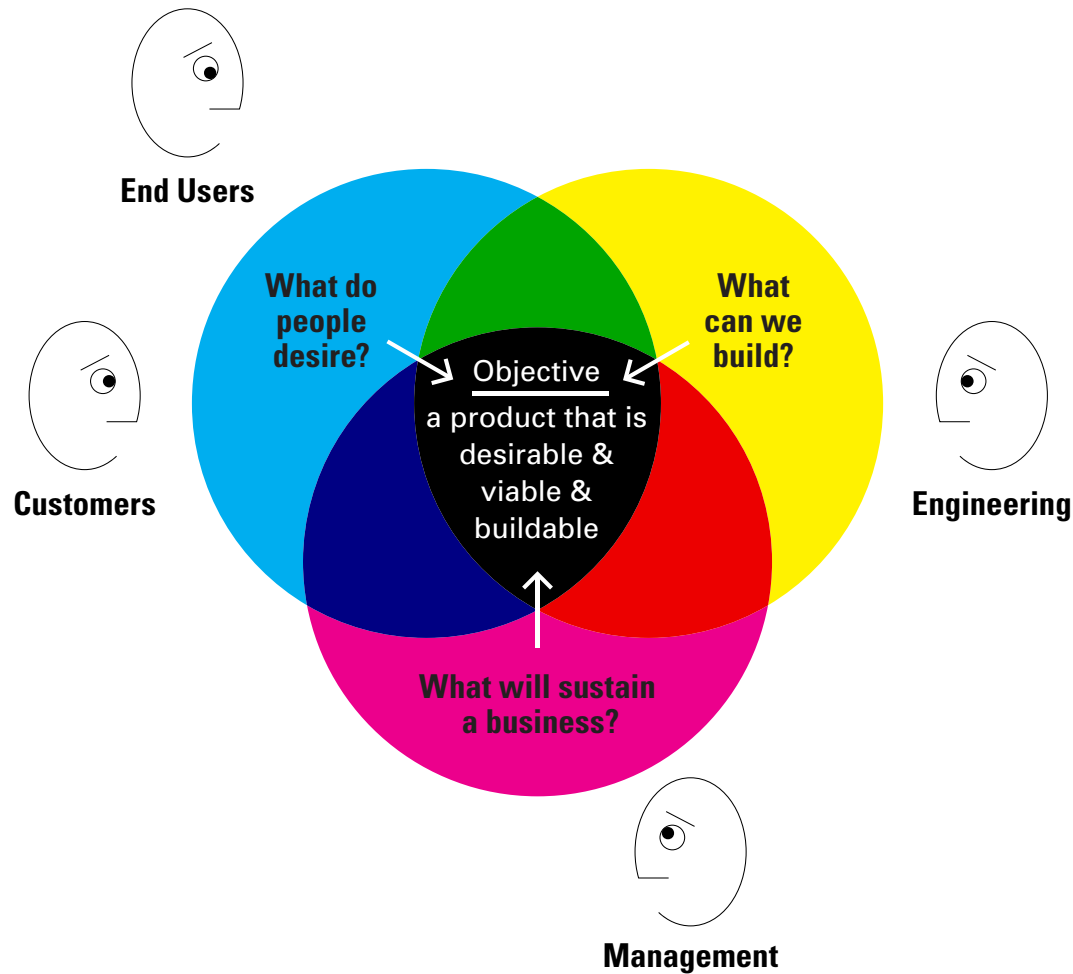 End Users
What do
people
desire?
What
can we
build?
Customers
Engineering
Objective
a product that is
desirable &
viable &
buildable
What will sustain
a business?
Management